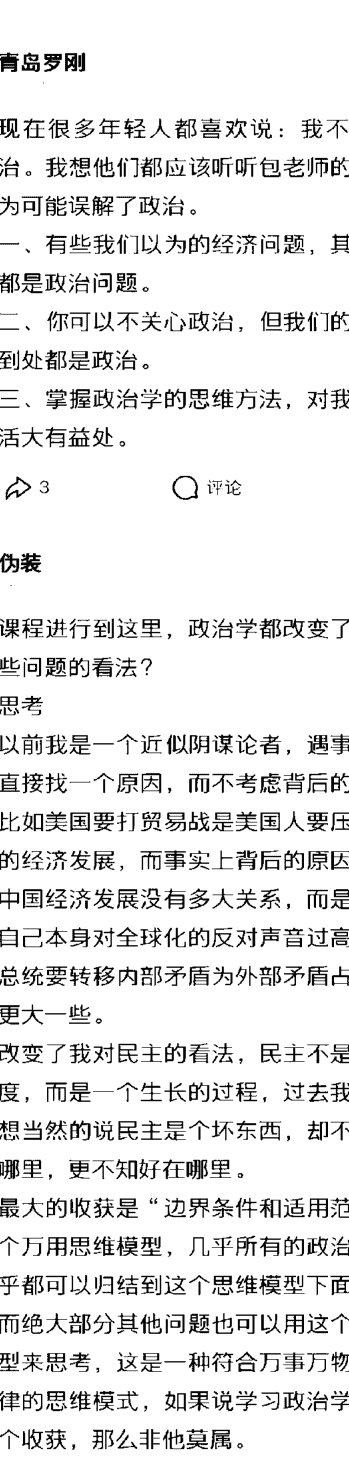 青岛罗刚
现在很多年轻人都喜欢说：我不
治。我想他们都应该听听包老师的
为可能误解了政治。
一、有些我们以为的经济问题，其
都是政治问题。
二、你可以不关心政治，但我们的
到处都是政治。
三、掌握政治学的思维方法，对我
活大有益处。
3 评论
伪装
课程进行到这里，政治学都改变了
些问题的看法？
思考
以前我是一个近似阴谋论者，遇事
直接找一个原因，而不考虑背后的
比如美国要打贸易战是美国人要压
的经济发展，而事实上背后的原因
中国经济发展没有多大关系，而是
自己本身对全球化的反对声音过高
总统要转移内部矛盾为外部矛盾占
更大一些。
改变了我对民主的看法，民主不是
度，而是一个生长的过程，过去我
想当然的说民主是个坏东西，却不
哪里，更不知好在哪里。
最大的收获是“边界条件和适用范
个万用思维模型，几乎所有的政治
乎都可以归结到这个思维模型下面
而绝大部分其他问题也可以用这个
型来思考，这是一种符合万事万物
律的思维模式，如果说学习政治学
个收获，那么非他莫属。